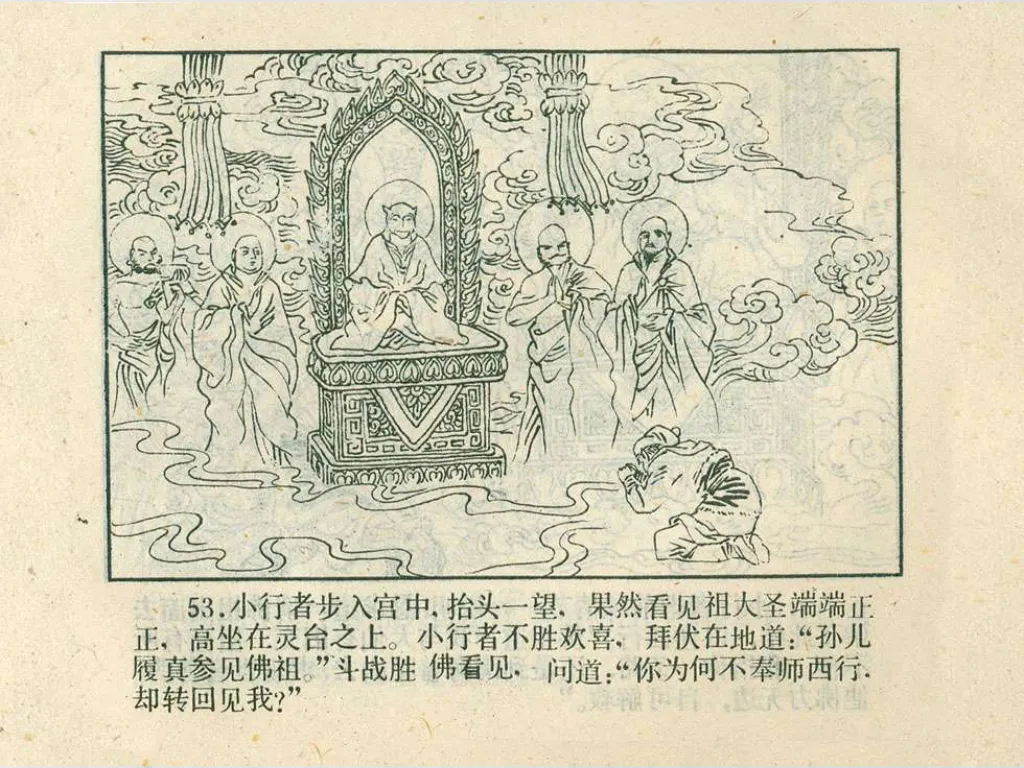 53.小行者步入宫中,抬头一望，果然看见祖大圣端端正
正，高坐在灵台之上。小行者不胜欢喜，拜伏在地道：“孙儿
履真参见佛祖。”斗战胜 佛看见，问道：“你为何不奉师西行.
却转回见我?”